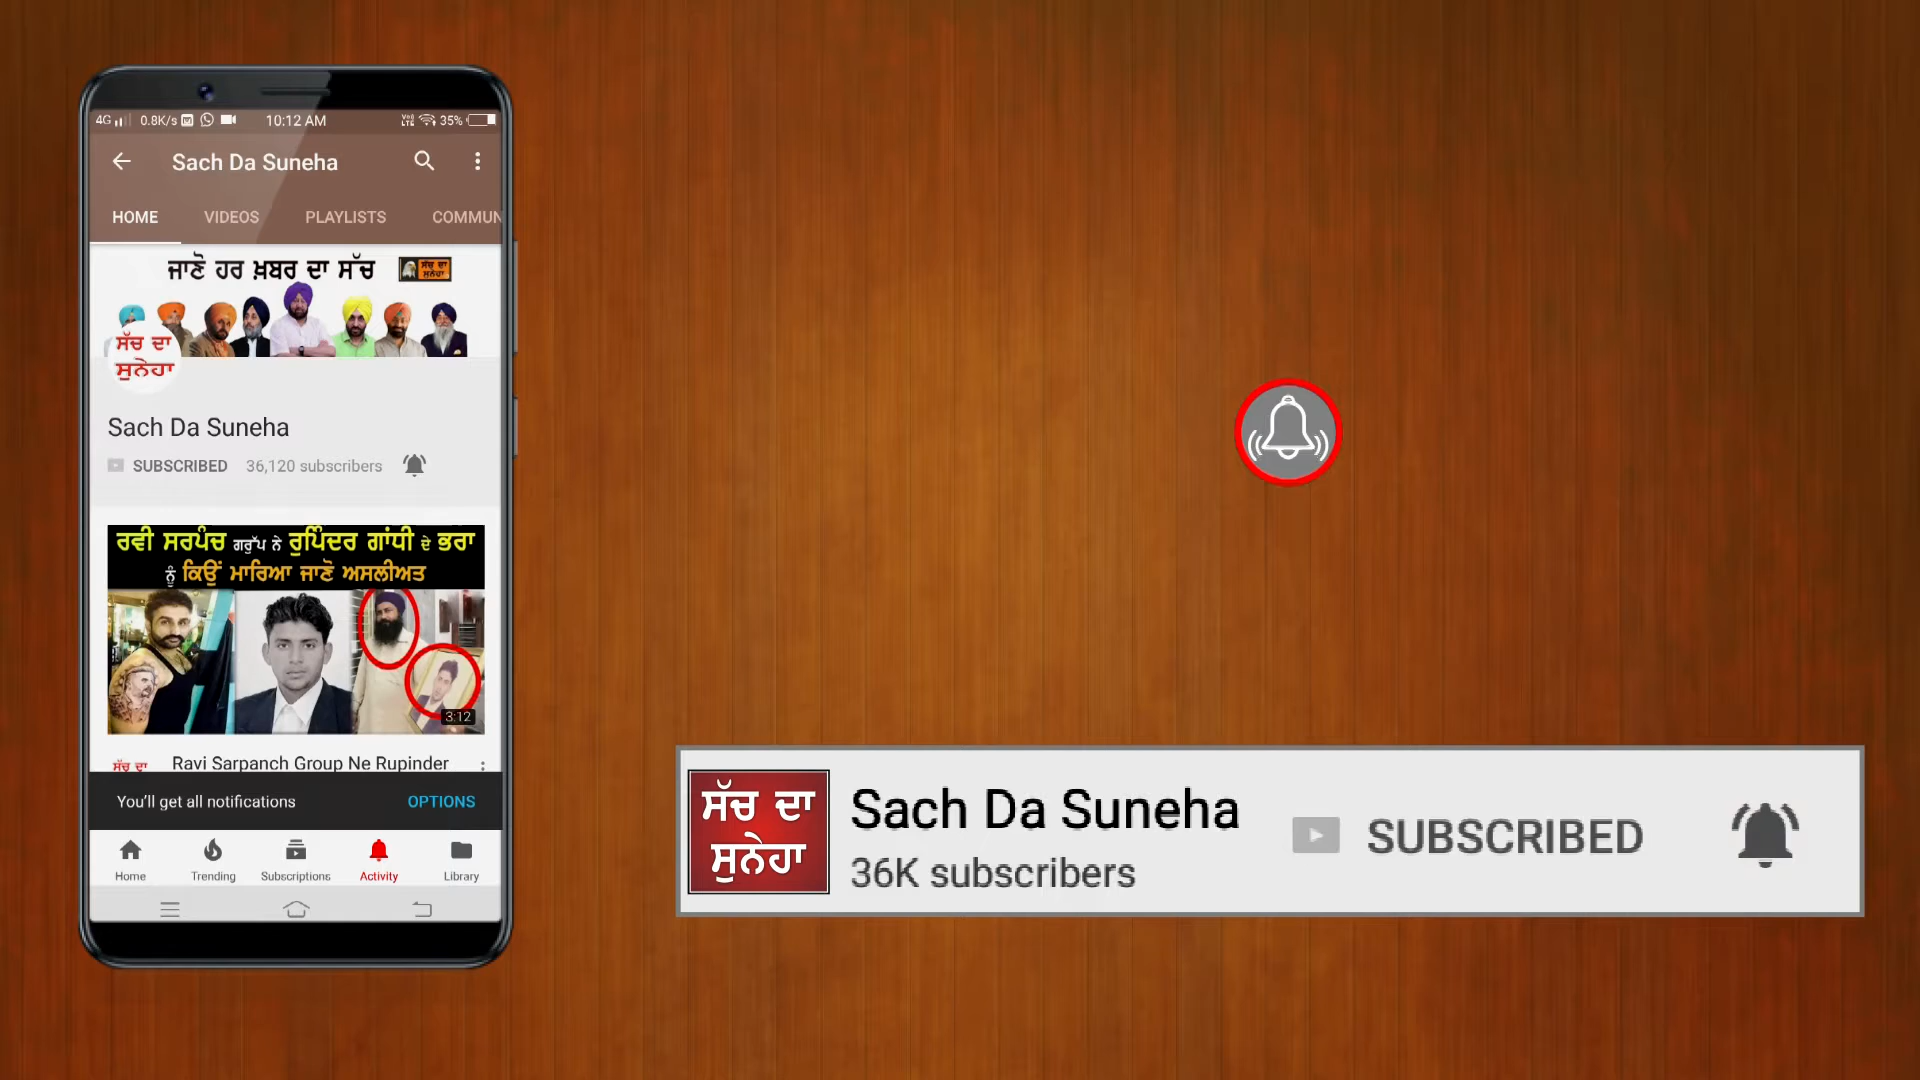 4G 0.8K/s 10:12 AM 35%
Sach Da Suneha
HOME VIDEOS PLAYLISTS COMMUN
ਜਾਣੋ ਹਰ ਖ਼ਬਰ ਦਾ ਸੱਚ
ਸੱਚ ਦਾ
ਸੁਨੇਹਾ
ਸੱਚ ਦਾ
ਸੁਨੇਹਾ
Sach Da Suneha
SUBSCRIBED 36,120 subscribers
ਰਵੀ ਸਰਪੰਚ ਗਰੁੱਪ ਨੇ ਰੁਪਿੰਦਰ ਗਾਂਧੀ ਦੇ ਭਰਾ
ਨੂੰ ਕਿਉਂ ਮਾਰਿਆ ਜਾਣੋ ਅਸਲੀਅਤ
3:12
ਸੱਚ ਦਾ Ravi Sarpanch Group Ne Rupinder
You'll get all notifications OPTIONS
Home Trending Subscriptions Activity Library
ਸੱਚ ਦਾ
ਸੁਨੇਹਾ
Sach Da Suneha
36K subscribers
SUBSCRIBED